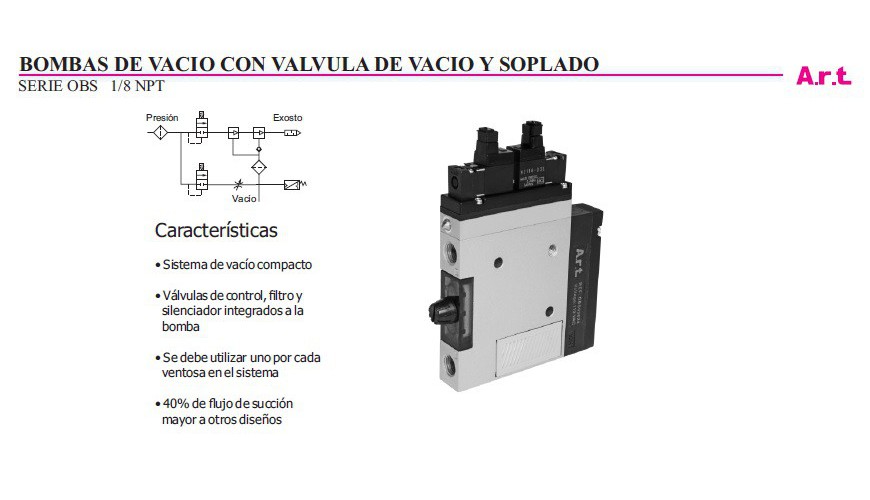 BOMBAS DE VACIO CON VALVULA DE VACIO Y SOPLADO
SERIE OBS 1/8 NPT
A.r.t.
Presión
Exosto
Vacío
Características
• Sistema de vacío compacto
• Válvulas de control, filtro y
silenciador integrados a la
bomba
• Se debe utilizar uno por cada
ventosa en el sistema
• 40% de flujo de succión
mayor a otros diseños
A.r.t.